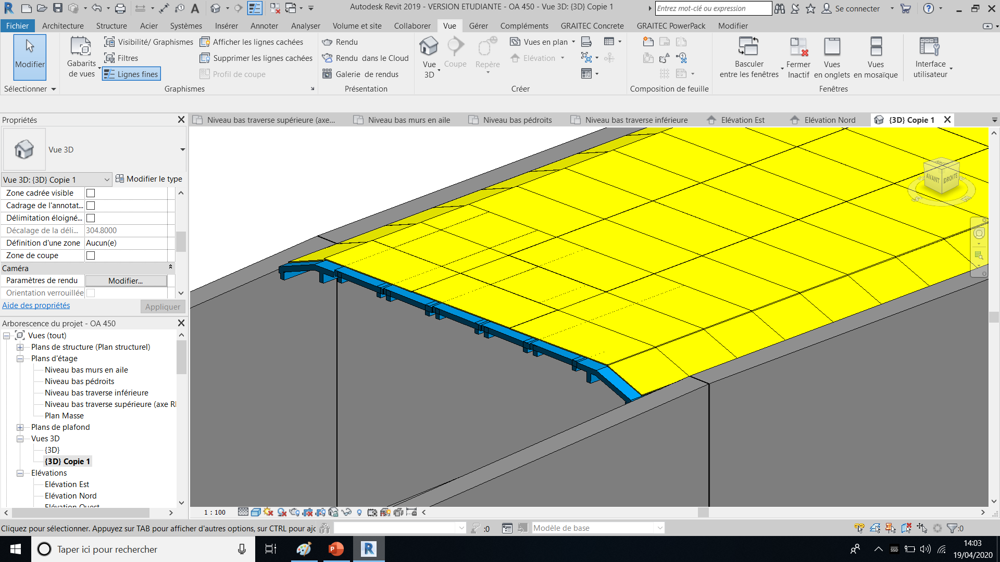 Autodesk Revit 2019 - VERSION ETUDIANTE - OA 450 - Vue 3D: {3D} Copie 1
Entrez mot-clé ou expression
Se connecter
Fichier Architecture Structure Acier Systèmes Insérer Annoter Analyser Volume et site Collaborer Vue Gérer Compléments GRAITEC Concrete GRAITEC PowerPack Modifier
Modifier
Sélectionner
Gabarits de vues
Visibilité/ Graphismes
Filtres
Lignes fines
Afficher les lignes cachées
Supprimer les lignes cachées
Profil de coupe
Graphismes
Rendu
Rendu dans le Cloud
Galerie de rendus
Présentation
Vue 3D
Coupe
Repère
Vues en plan
Elévation
Créer
Composition de feuille
Basculer entre les fenêtres
Fermer Inactif
Vues en onglets
Vues en mosaïque
Fenêtres
Interface utilisateur
Propriétés
Niveau bas traverse supérieure (axe...
Niveau bas murs en aile
Niveau bas pédroits
Niveau bas traverse inférieure
Elévation Est
Elévation Nord
{3D} Copie 1
Vue 3D
Vue 3D: {3D} Copie 1
Modifier le type
Zone cadrée visible
Cadrage de l'annotat...
Délimitation éloigné...
Décalage de la déli... 304.8000
Définition d'une zone Aucun(e)
Zone de coupe
Caméra
Paramètres de rendu Modifier...
Orientation verrouillée
Aide des propriétés
Appliquer
Arborescence du projet - OA 450
Vues (tout)
Plans de structure (Plan structurel)
Plans d'étage
Niveau bas murs en aile
Niveau bas pédroits
Niveau bas traverse inférieure
Niveau bas traverse supérieure (axe R
Plan Masse
Plans de plafond
Vues 3D
{3D}
{3D} Copie 1
Elévations
Elévation Est
Elévation Nord
Elévation Ouest
AVANT
DROITE
1 : 100
Cliquez pour sélectionner. Appuyez sur TAB pour afficher d'autres options, sur CTRL pour ajo
:0
Modèle de base
:0
Taper ici pour rechercher
SSD
14:03
19/04/2020